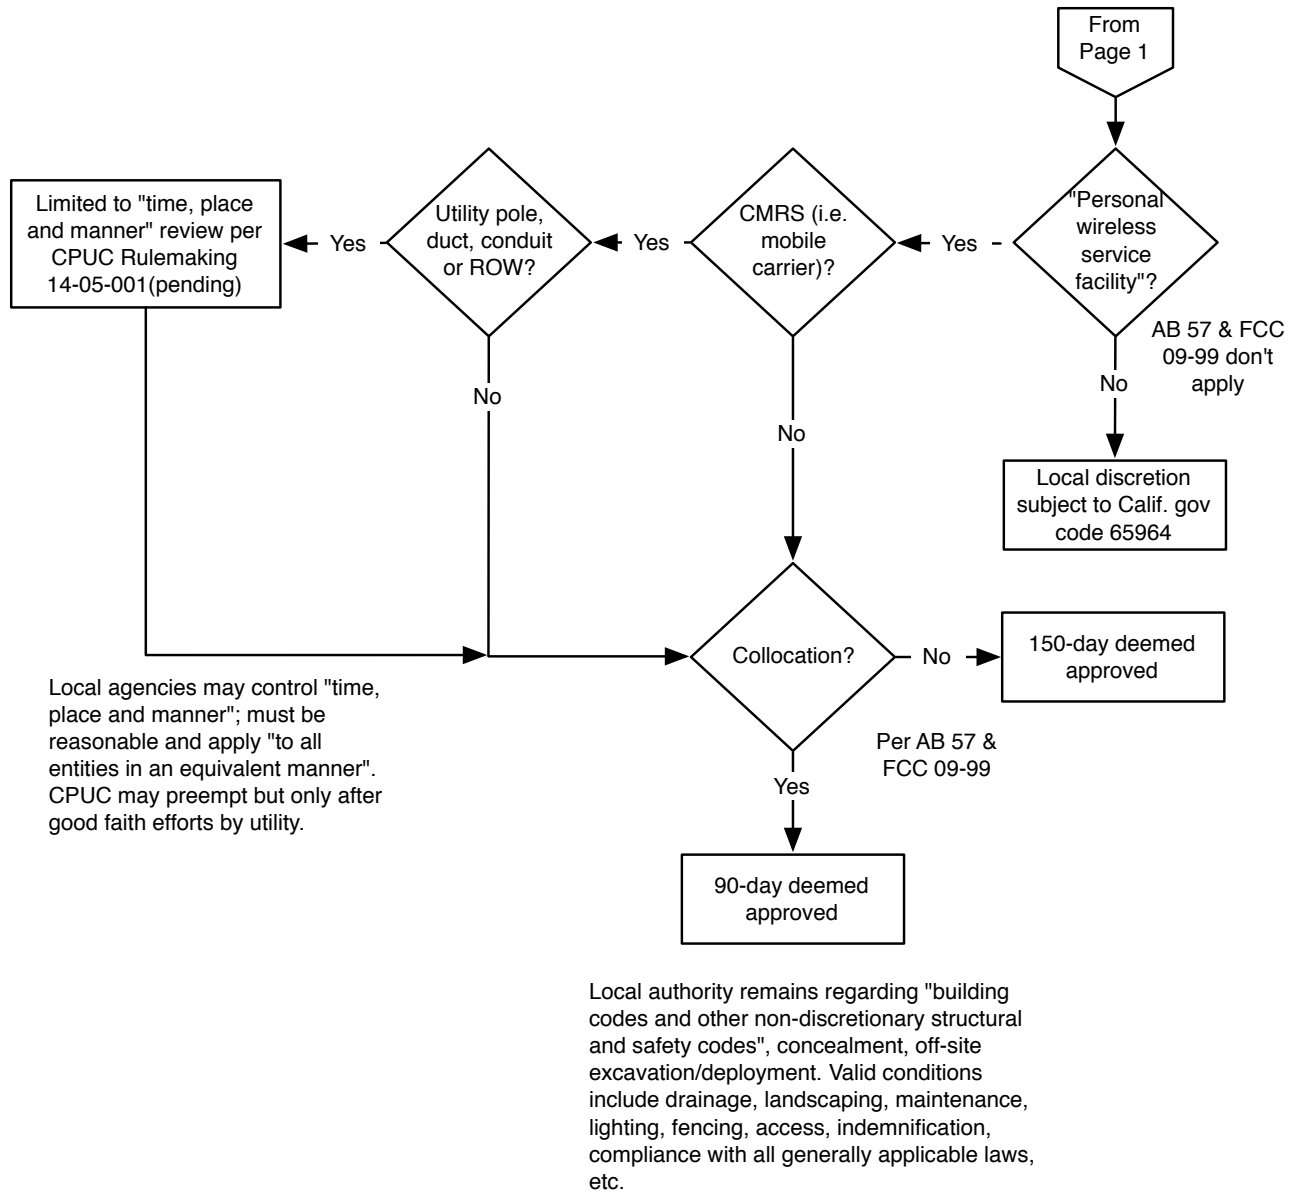 From
Page 1
"Personal
wireless
service
facility"?
Yes
CMRS (i.e.
mobile
carrier)?
Yes
Utility pole,
duct, conduit
or ROW?
Yes
Limited to "time, place
and manner" review per
CPUC Rulemaking
14-05-001(pending)
AB 57 & FCC
09-99 don't
apply
No
No
No
Local discretion
subject to Calif. gov
code 65964
Collocation?
No
150-day deemed
approved
Local agencies may control "time,
place and manner"; must be
reasonable and apply "to all
entities in an equivalent manner".
CPUC may preempt but only after
good faith efforts by utility.
Per AB 57 &
FCC 09-99
Yes
90-day deemed
approved
Local authority remains regarding "building
codes and other non-discretionary structural
and safety codes", concealment, off-site
excavation/deployment. Valid conditions
include drainage, landscaping, maintenance,
lighting, fencing, access, indemnification,
compliance with all generally applicable laws,
etc.